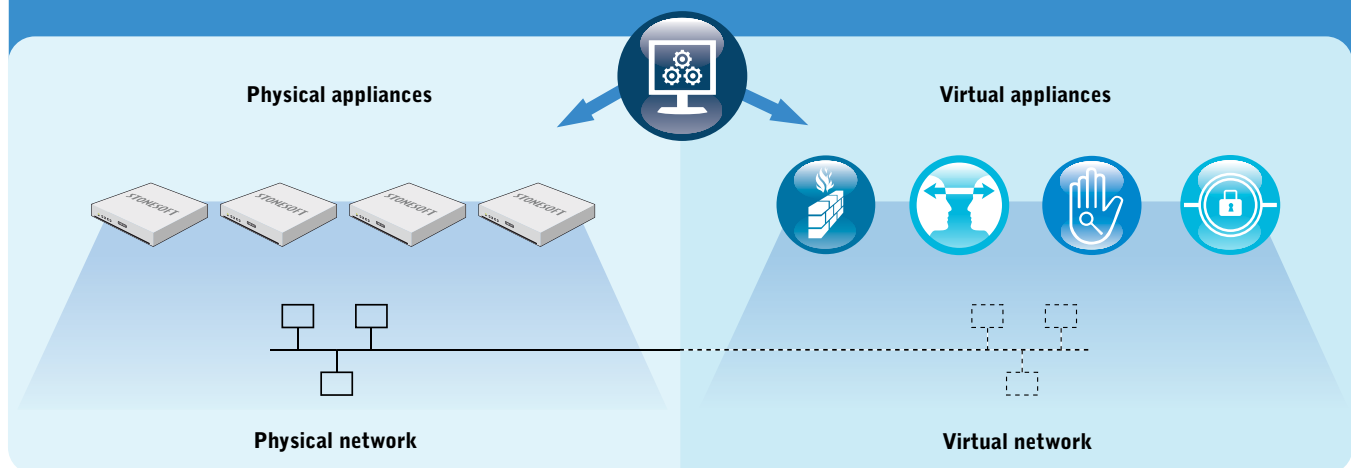 Physical appliances
Virtual appliances
STONESOFT
STONESOFT
STONESOFT
STONESOFT
Physical network
Virtual network